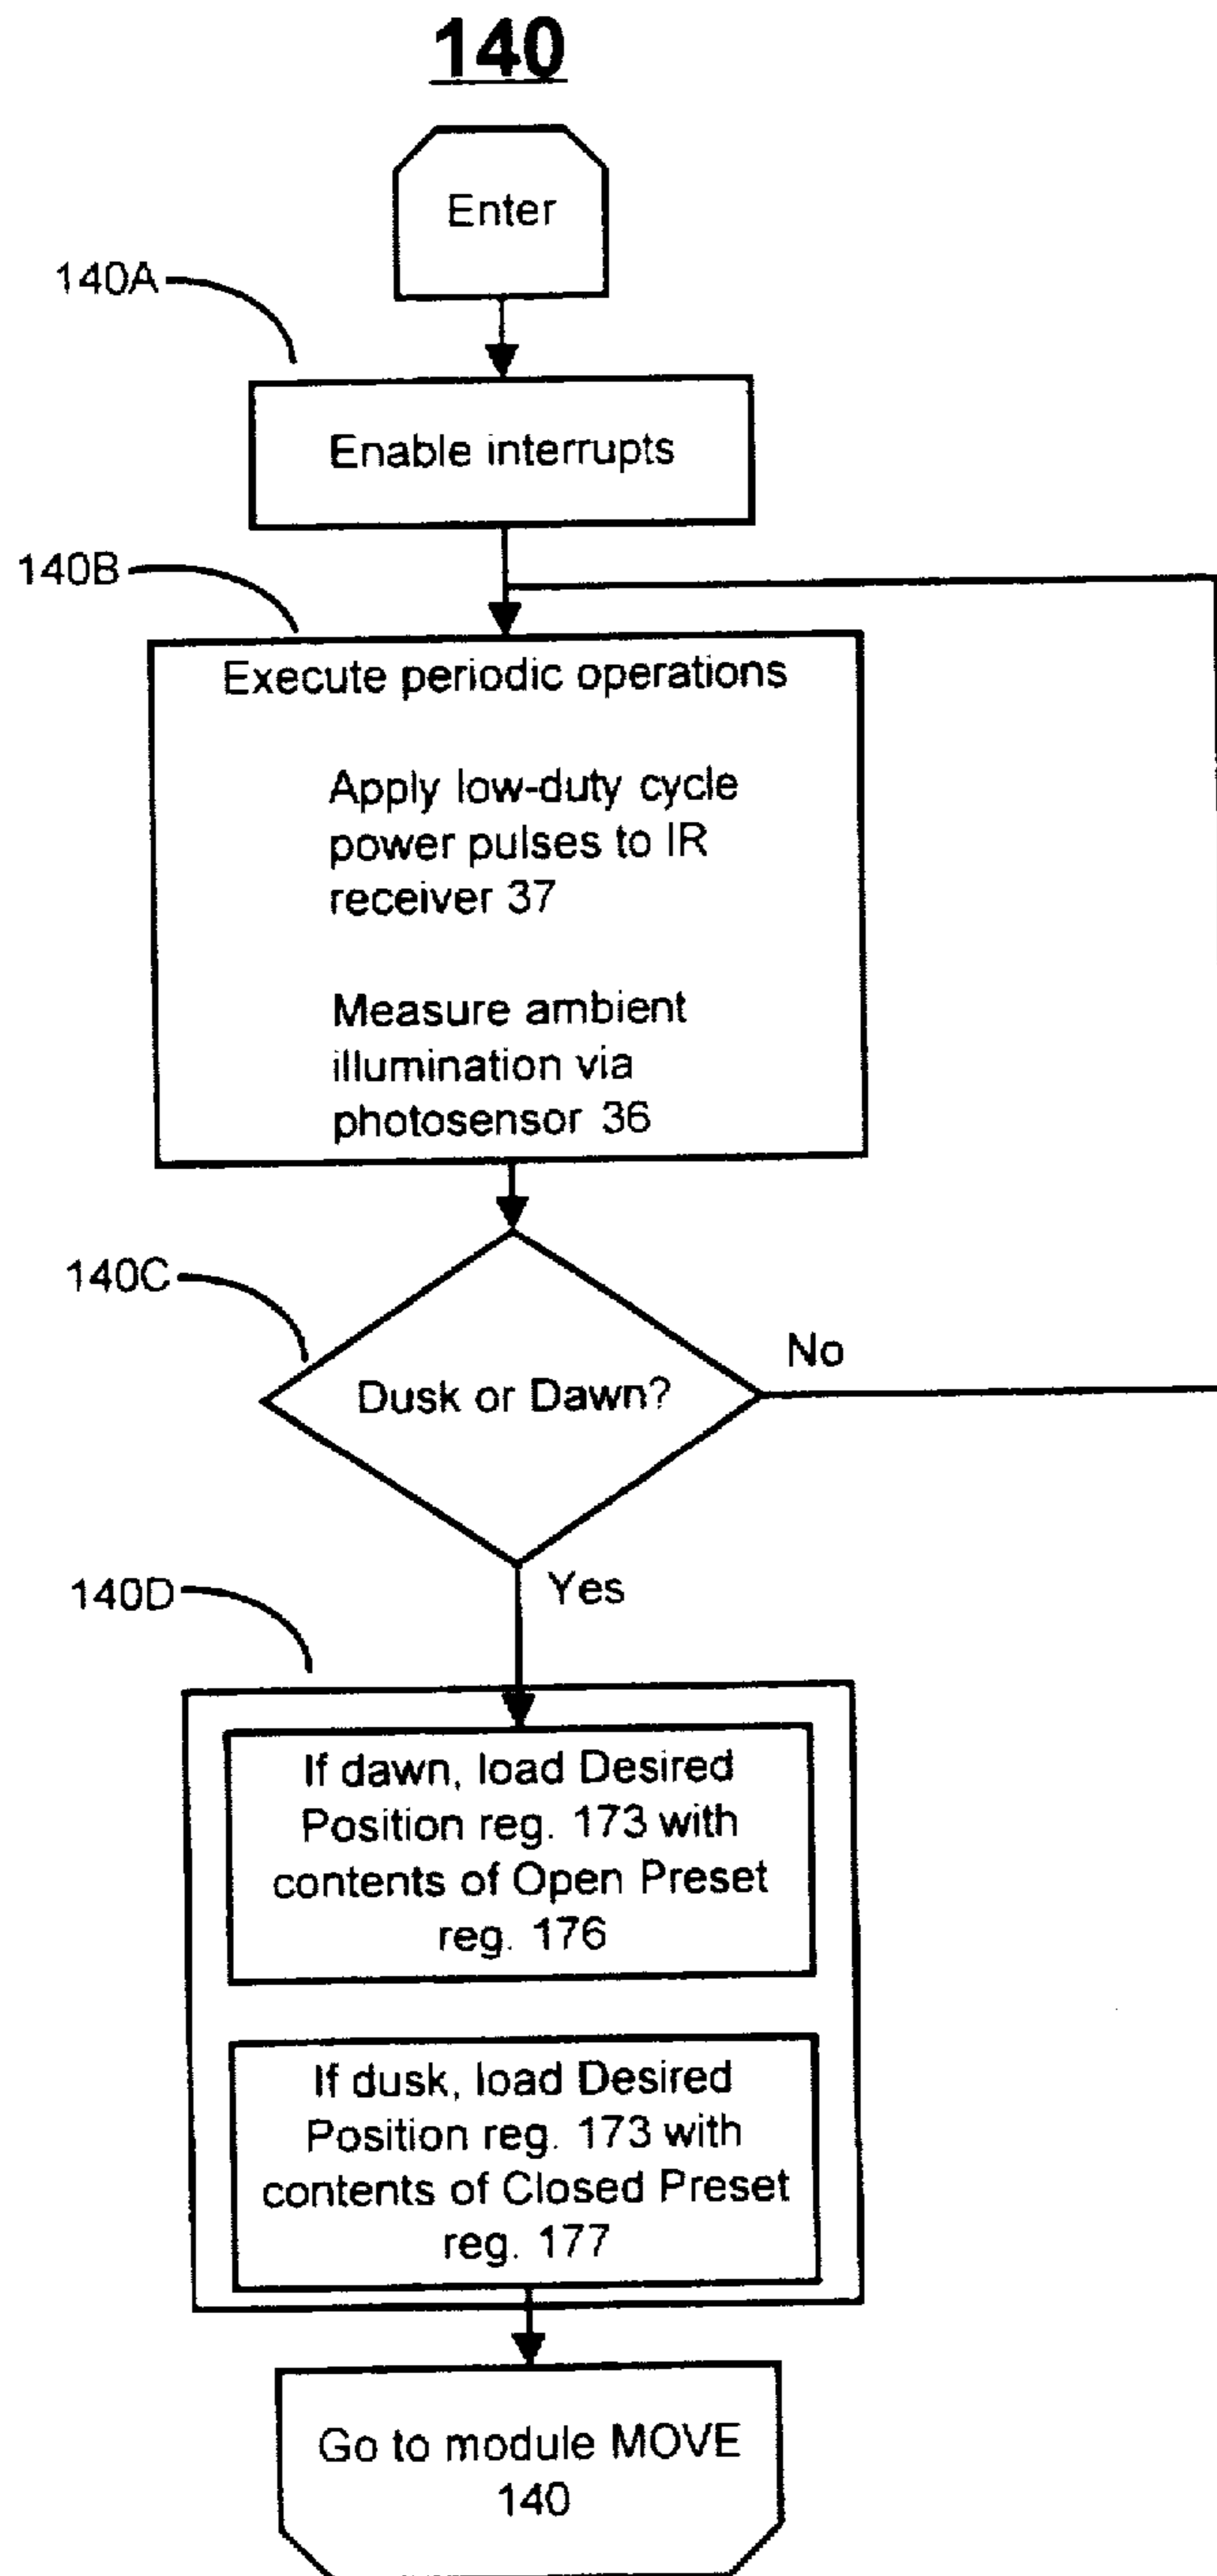 140
Enter
140A
Enable interrupts
140B
Execute periodic operations
Apply low-duty cycle
power pulses to IR
receiver 37
Measure ambient
illumination via
photosensor 36
140C
Dusk or Dawn?
No
Yes
140D
If dawn, load Desired
Position reg. 173 with
contents of Open Preset
reg. 176
If dusk, load Desired
Position reg. 173 with
contents of Closed Preset
reg. 177
Go to module MOVE
140